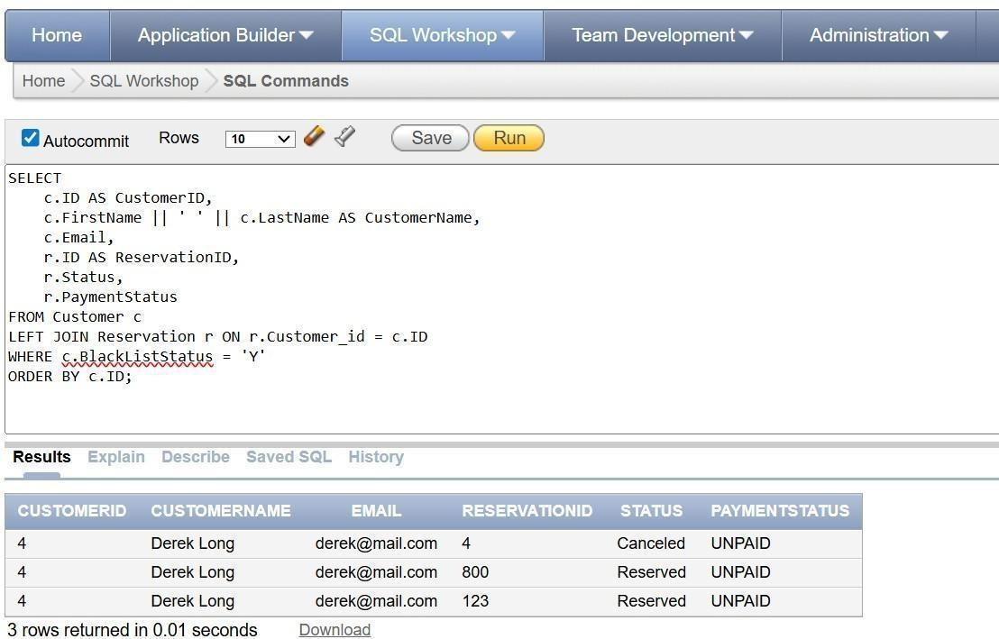 Home Application Builder SQL Workshop Team Development Administration
Home SQL Workshop SQL Commands
Autocommit Rows 10 Save Run
SELECT
c.ID AS CustomerID,
c.FirstName || ' ' || c.LastName AS CustomerName,
c.Email,
r.ID AS ReservationID,
r.Status,
r.PaymentStatus
FROM Customer c
LEFT JOIN Reservation r ON r.Customer_id = c.ID
WHERE c.BlackListStatus = 'Y'
ORDER BY c.ID;
Results Explain Describe Saved SQL History
CUSTOMERID CUSTOMERNAME EMAIL RESERVATIONID STATUS PAYMENTSTATUS
4 Derek Long derek@mail.com 4 Canceled UNPAID
4 Derek Long derek@mail.com 800 Reserved UNPAID
4 Derek Long derek@mail.com 123 Reserved UNPAID
3 rows returned in 0.01 seconds Download